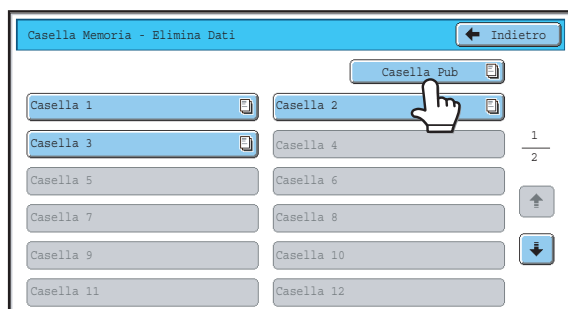 Casella Memoria - Elimina Dati
Indietro
Casella Pub
Casella 1
Casella 2
Casella 3
Casella 4
1
2
Casella 5
Casella 6
Casella 7
Casella 8
Casella 9
Casella 10
Casella 11
Casella 12